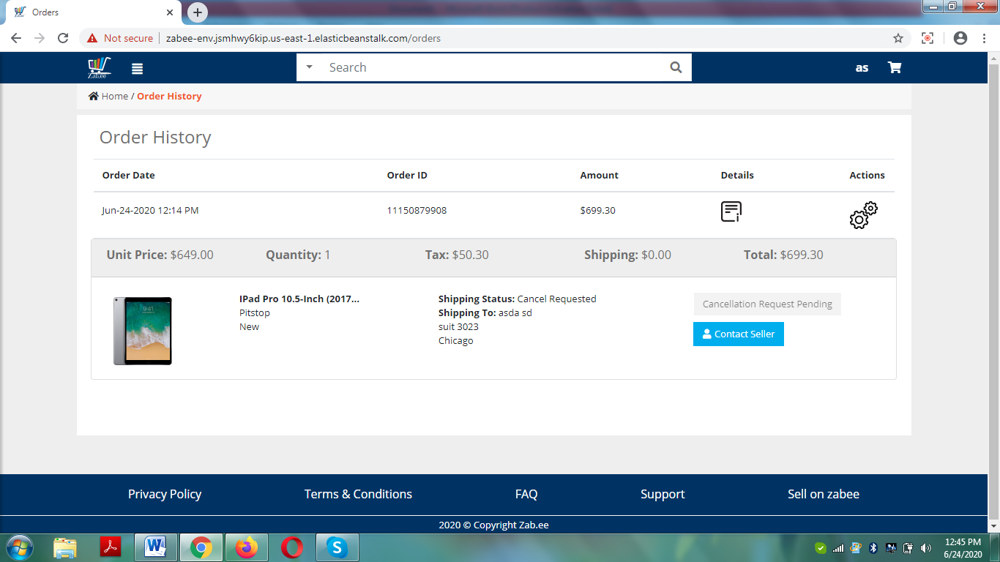 Orders
Not secure
zabee-env.jsmhwy6kip.us-east-1.elasticbeanstalk.com/orders
Zab.ee
Search
as
Home / Order History
Order History
Order Date Order ID Amount Details Actions
Jun-24-2020 12:14 PM 11150879908 $699.30
Unit Price: $649.00 Quantity: 1 Tax: $50.30 Shipping: $0.00 Total: $699.30
IPad Pro 10.5-Inch (2017...
Pitstop
New
Shipping Status: Cancel Requested
Shipping To: asda sd
suit 3023
Chicago
Cancellation Request Pending
Contact Seller
9:41
Privacy Policy Terms & Conditions FAQ Support Sell on zabee
2020 © Copyright Zab.ee
12:45 PM
6/24/2020